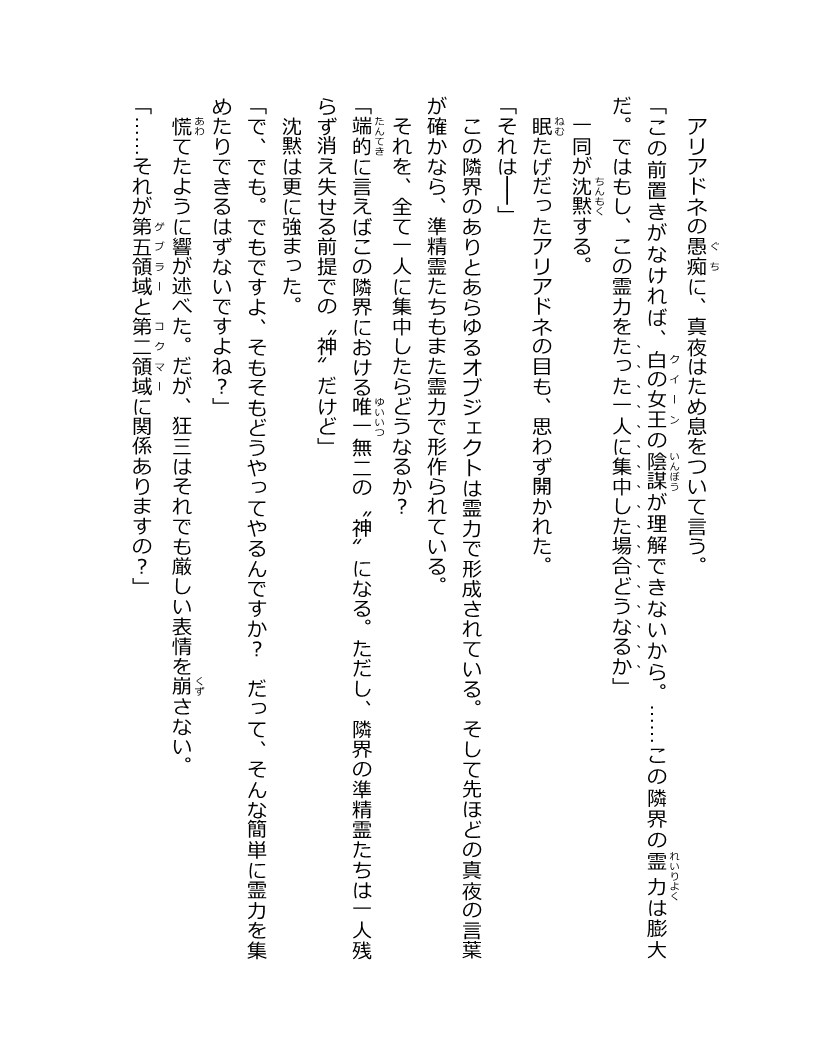 アリアドネの愚痴に、真夜はため息をついて言う。
「この前置きがなければ、白の女王の陰謀が理解できないから。……この隣界の霊力は膨大
だ。ではもし、この霊力をたった一人に集中した場合どうなるか」
一同が沈黙する。
眠たげだったアリアドネの目も、思わず開かれた。
「それは──」
この隣界のありとあらゆるオブジェクトは霊力で形成されている。そして先ほどの真夜の言葉
が確かなら、準精霊たちもまた霊力で形作られている。
それを、全て一人に集中したらどうなるか？
「端的に言えばこの隣界における唯一無二の〝神〟になる。ただし、隣界の準精霊たちは一人残
らず消え失せる前提での〝神〟だけど」
沈黙は更に強まった。
「で、でも。でもですよ、そもそもどうやってやるんですか？　だって、そんな簡単に霊力を集
めたりできるはずないですよね？」
慌てたように響が述べた。だが、狂三はそれでも厳しい表情を崩さない。
「……それが第五領域と第二領域に関係ありますの？」